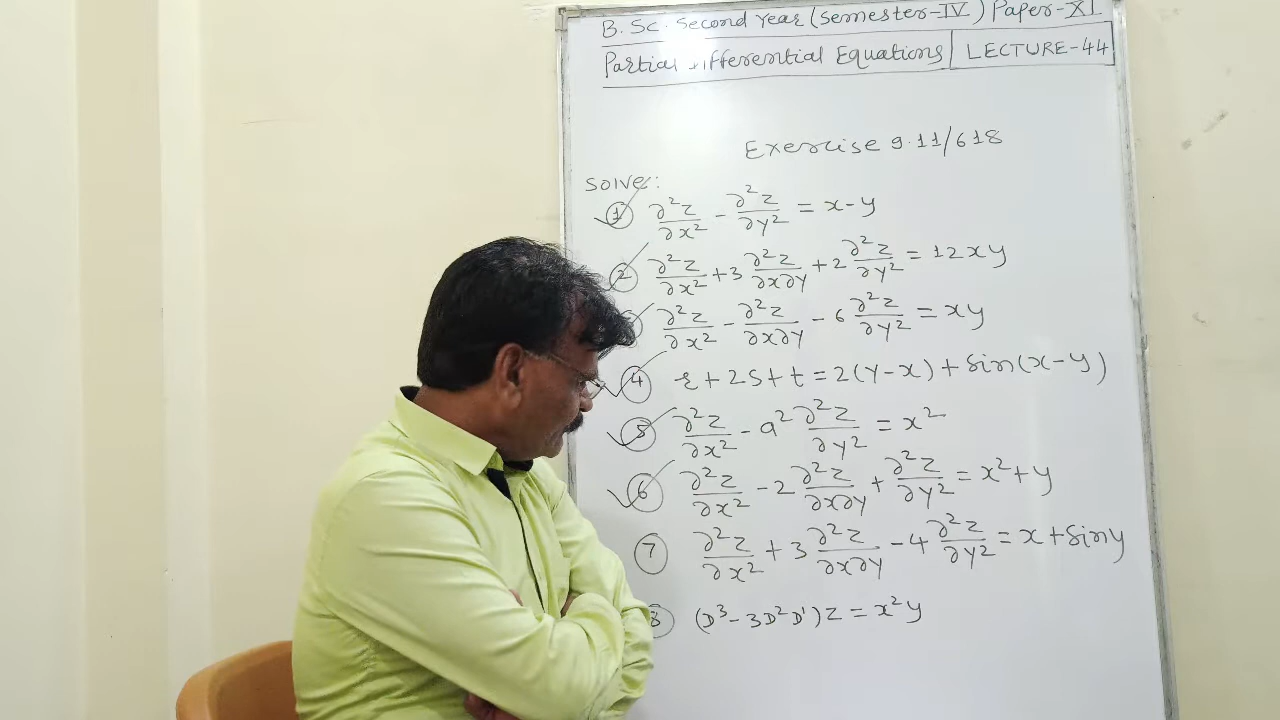 B. Sc. Second Year (Semester-IV) Paper-XI
Partial Differential Equations LECTURE-44
Exercise 9.11/618
Solve:
① ∂²z/∂x² - ∂²z/∂y² = x-y
② ∂²z/∂x² + 3 ∂²z/∂x∂y + 2 ∂²z/∂y² = 12xy
∂²z/∂x² - ∂²z/∂x∂y - 6 ∂²z/∂y² = xy
④ r + 2s + t = 2(y-x) + sin(x-y)
⑤ ∂²z/∂x² - a² ∂²z/∂y² = x²
⑥ ∂²z/∂x² - 2 ∂²z/∂x∂y + ∂²z/∂y² = x² + y
⑦ ∂²z/∂x² + 3 ∂²z/∂x∂y - 4 ∂²z/∂y² = x + siny
⑧ (D³ - 3D²D')z = x²y